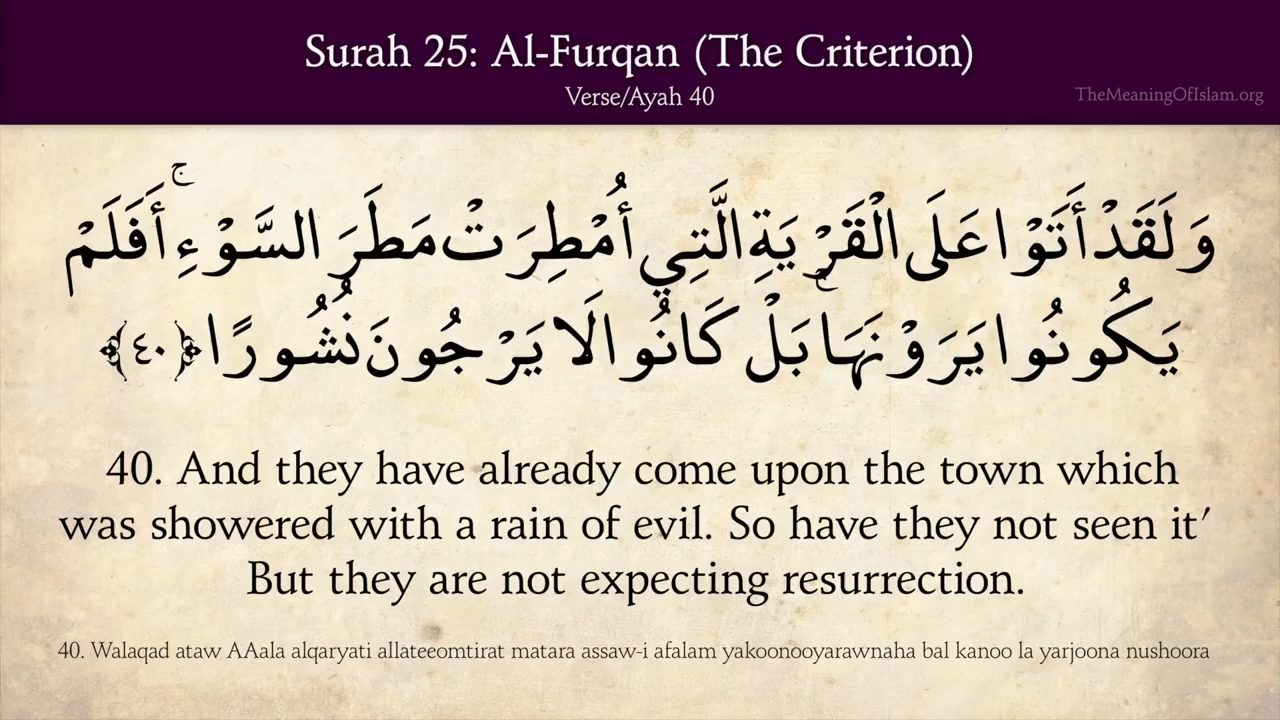 Surah 25: Al-Furqan (The Criterion)
Verse/Ayah 40
TheMeaningOfIslam.org
وَلَقَدْ أَتَوْا عَلَى الْقَرْيَةِ الَّتِي أُمْطِرَتْ مَطَرَ السَّوْءِ ۚ أَفَلَمْ
يَكُونُوا يَرَوْنَهَا ۚ بَلْ كَانُوا لَا يَرْجُونَ نُشُورًا ﴿٤٠﴾
40. And they have already come upon the town which
was showered with a rain of evil. So have they not seen it′
But they are not expecting resurrection.
40. Walaqad ataw AAala alqaryati allateeomtirat matara assaw-i afalam yakoonooyarawnaha bal kanoo la yarjoona nushoora